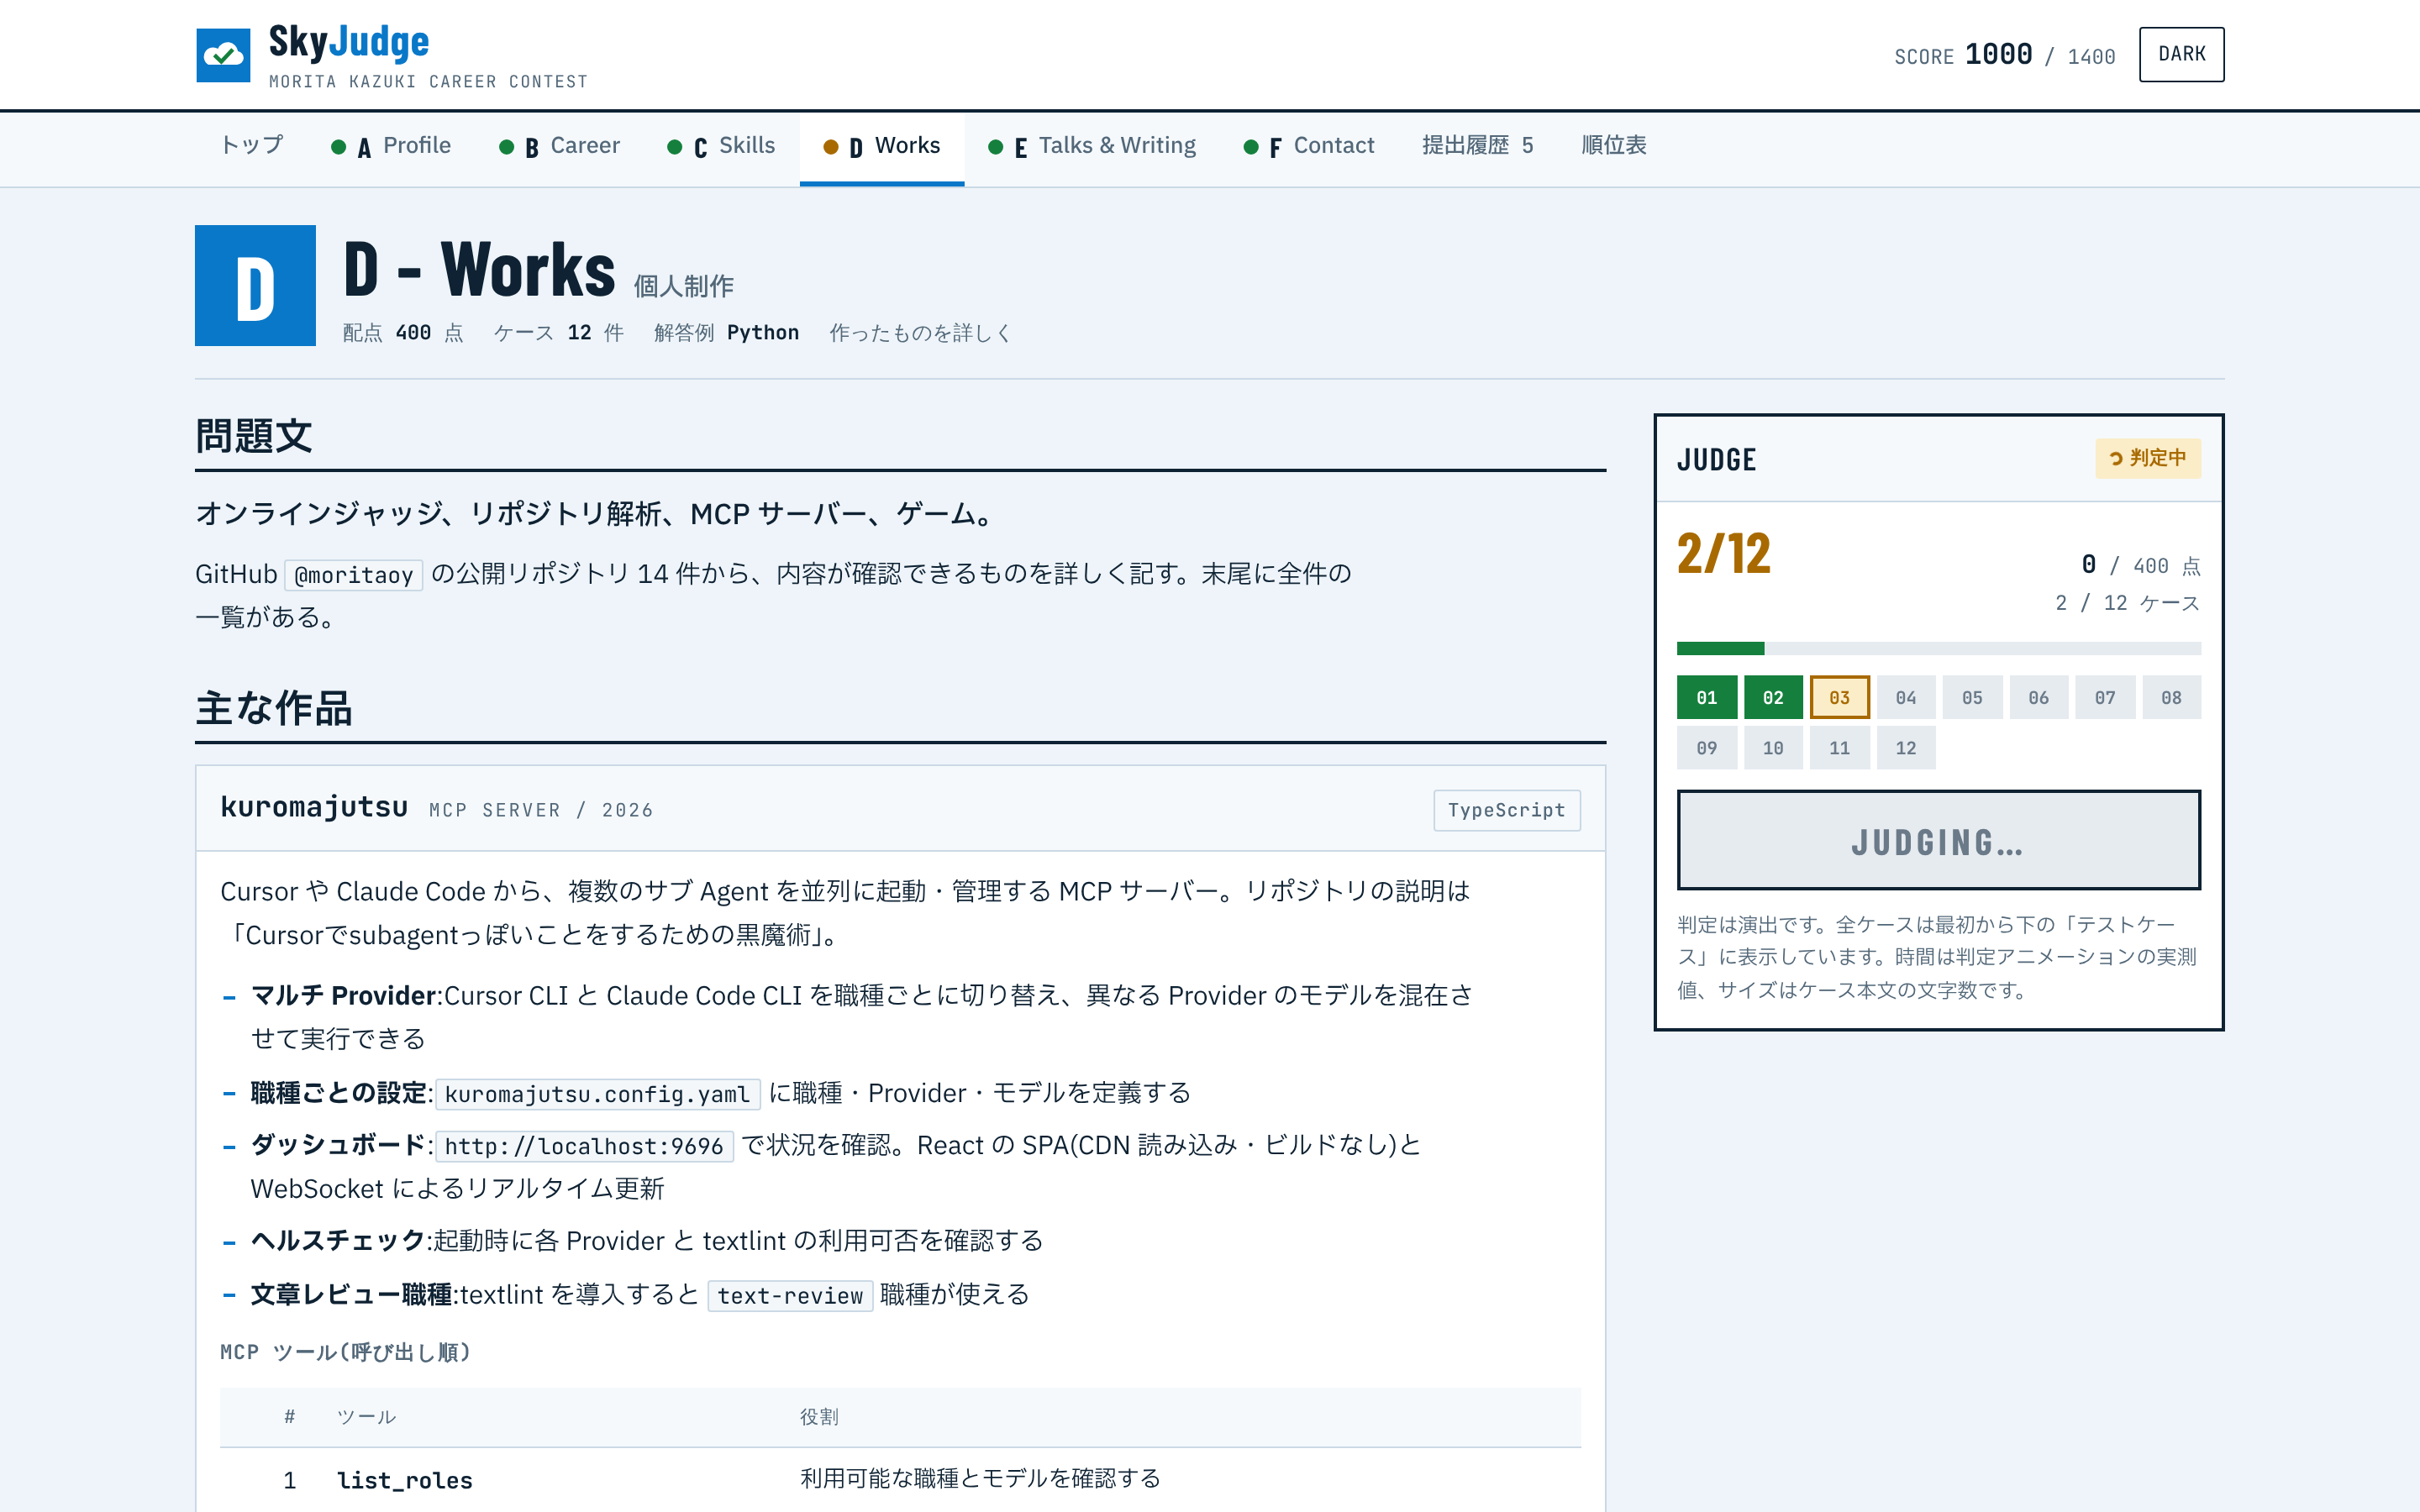 SkyJudge
MORITA KAZUKI CAREER CONTEST
SCORE 1000 / 1400
DARK
トップ
A Profile
B Career
C Skills
D Works
E Talks & Writing
F Contact
提出履歴 5
順位表
D
D - Works 個人制作
配点 400 点 ケース 12 件 解答例 Python 作ったものを詳しく
問題文
オンラインジャッジ、リポジトリ解析、MCP サーバー、ゲーム。
GitHub @moritaoy の公開リポジトリ 14 件から、内容が確認できるものを詳しく記す。末尾に全件の
一覧がある。
主な作品
kuromajutsu MCP SERVER / 2026
TypeScript
Cursor や Claude Code から、複数のサブ Agent を並列に起動・管理する MCP サーバー。リポジトリの説明は
「Cursorでsubagentっぽいことをするための黒魔術」。
– マルチ Provider:Cursor CLI と Claude Code CLI を職種ごとに切り替え、異なる Provider のモデルを混在さ
せて実行できる
– 職種ごとの設定:kuromajutsu.config.yaml に職種・Provider・モデルを定義する
– ダッシュボード:http://localhost:9696 で状況を確認。React の SPA(CDN 読み込み・ビルドなし)と
WebSocket によるリアルタイム更新
– ヘルスチェック:起動時に各 Provider と textlint の利用可否を確認する
– 文章レビュー職種:textlint を導入すると text-review 職種が使える
MCP ツール(呼び出し順)
# ツール 役割
1 list_roles 利用可能な職種とモデルを確認する
JUDGE
判定中
2/12
0 / 400 点
2 / 12 ケース
01 02 03 04 05 06 07 08
09 10 11 12
JUDGING…
判定は演出です。全ケースは最初から下の「テストケー
ス」に表示しています。時間は判定アニメーションの実測
値、サイズはケース本文の文字数です。